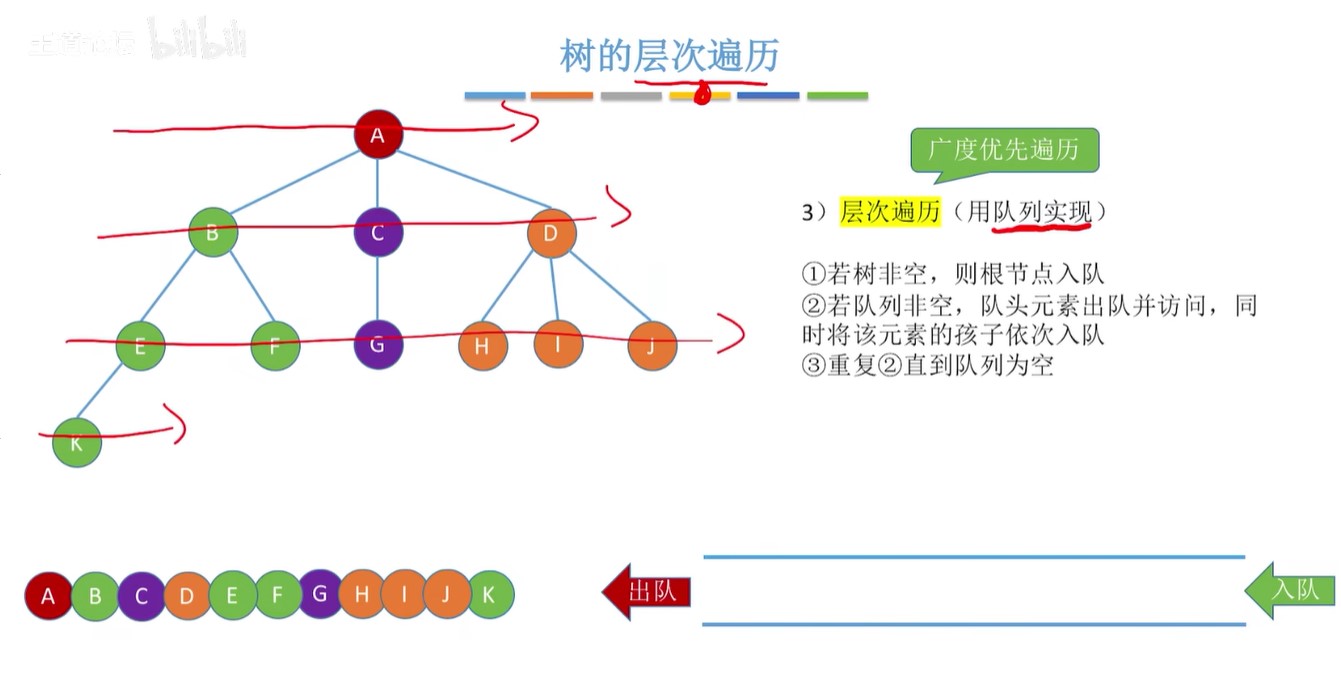 bilibili
树的层次遍历
A
广度优先遍历
3）层次遍历（用队列实现）
B C D
①若树非空，则根节点入队
②若队列非空，队头元素出队并访问，同
时将该元素的孩子依次入队
③重复②直到队列为空
E F G H I J
K
A B C D E F G H I J K
出队
入队